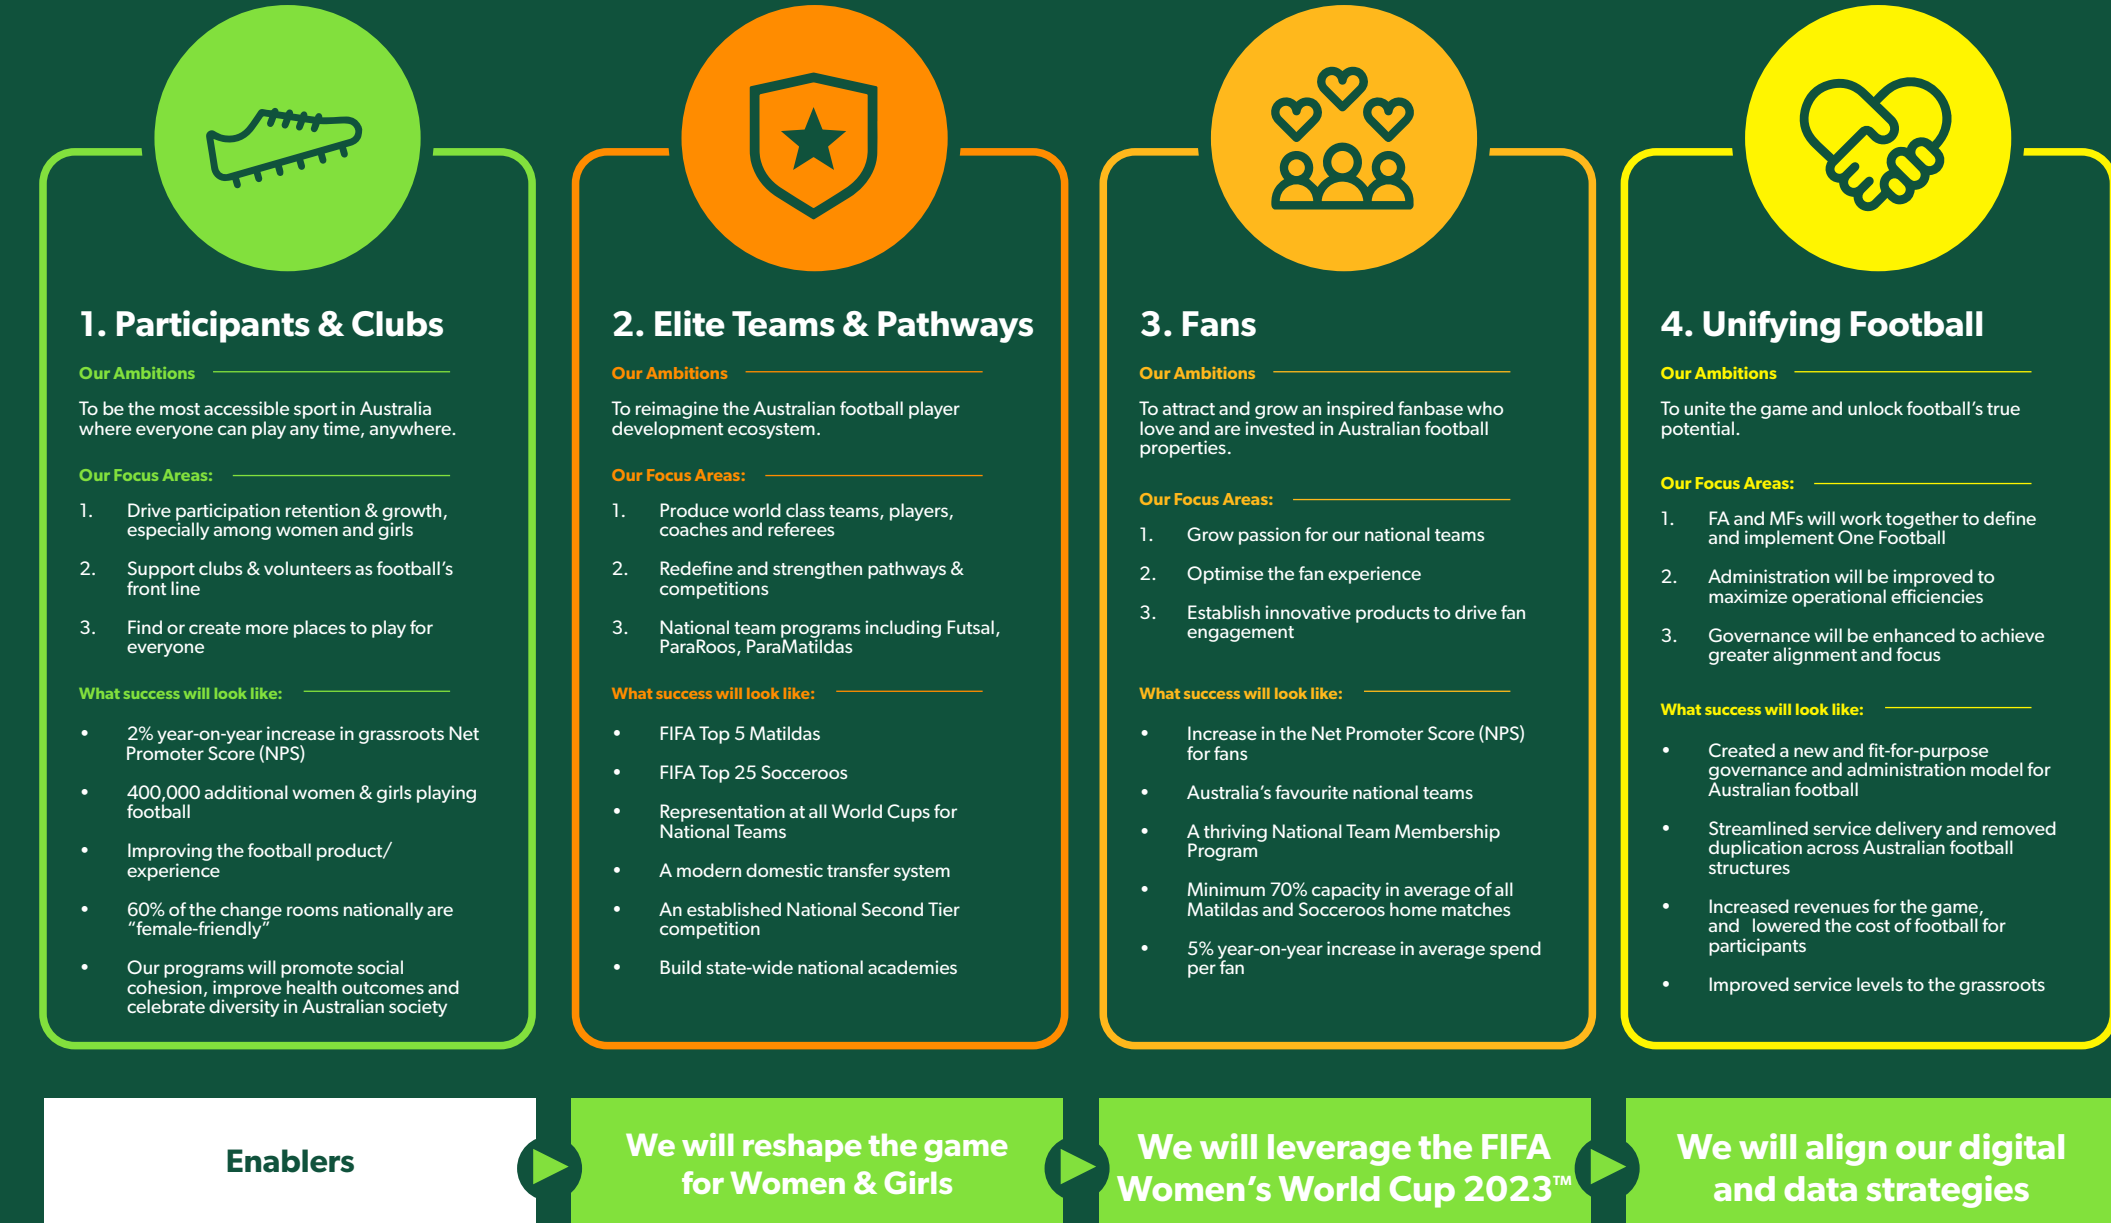 1. Participants & Clubs
Our Ambitions
To be the most accessible sport in Australia
where everyone can play any time, anywhere.
Our Focus Areas:
1. Drive participation retention & growth,
especially among women and girls
2. Support clubs & volunteers as football's
front line
3. Find or create more places to play for
everyone
What success will look like:
• 2% year-on-year increase in grassroots Net
Promoter Score (NPS)
• 400,000 additional women & girls playing
football
• Improving the football product/
experience
• 60% of the change rooms nationally are
"female-friendly"
• Our programs will promote social
cohesion, improve health outcomes and
celebrate diversity in Australian society
2. Elite Teams & Pathways
Our Ambitions
To reimagine the Australian football player
development ecosystem.
Our Focus Areas:
1. Produce world class teams, players,
coaches and referees
2. Redefine and strengthen pathways &
competitions
3. National team programs including Futsal,
ParaRoos, ParaMatildas
What success will look like:
• FIFA Top 5 Matildas
• FIFA Top 25 Socceroos
• Representation at all World Cups for
National Teams
• A modern domestic transfer system
• An established National Second Tier
competition
• Build state-wide national academies
3. Fans
Our Ambitions
To attract and grow an inspired fanbase who
love and are invested in Australian football
properties.
Our Focus Areas:
1. Grow passion for our national teams
2. Optimise the fan experience
3. Establish innovative products to drive fan
engagement
What success will look like:
• Increase in the Net Promoter Score (NPS)
for fans
• Australia's favourite national teams
• A thriving National Team Membership
Program
• Minimum 70% capacity in average of all
Matildas and Socceroos home matches
• 5% year-on-year increase in average spend
per fan
4. Unifying Football
Our Ambitions
To unite the game and unlock football's true
potential.
Our Focus Areas:
1. FA and MFs will work together to define
and implement One Football
2. Administration will be improved to
maximize operational efficiencies
3. Governance will be enhanced to achieve
greater alignment and focus
What success will look like:
• Created a new and fit-for-purpose
governance and administration model for
Australian football
• Streamlined service delivery and removed
duplication across Australian football
structures
• Increased revenues for the game,
and lowered the cost of football for
participants
• Improved service levels to the grassroots
Enablers
We will reshape the game
for Women & Girls
We will leverage the FIFA
Women's World Cup 2023™
We will align our digital
and data strategies